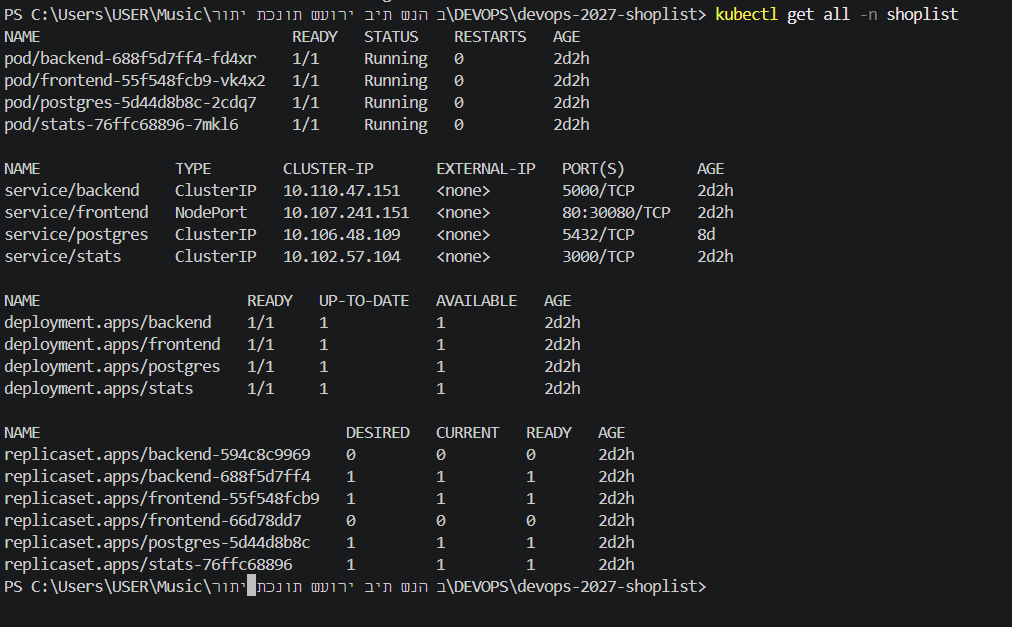 PS C:\Users\USER\Music\רותי תכנות שעורי בית שנה ב\DEVOPS\devops-2027-shoplist> kubectl get all -n shoplist
NAME READY STATUS RESTARTS AGE
pod/backend-688f5d7ff4-fd4xr 1/1 Running 0 2d2h
pod/frontend-55f548fcb9-vk4x2 1/1 Running 0 2d2h
pod/postgres-5d44d8b8c-2cdq7 1/1 Running 0 2d2h
pod/stats-76ffc68896-7mkl6 1/1 Running 0 2d2h
NAME TYPE CLUSTER-IP EXTERNAL-IP PORT(S) AGE
service/backend ClusterIP 10.110.47.151 <none> 5000/TCP 2d2h
service/frontend NodePort 10.107.241.151 <none> 80:30080/TCP 2d2h
service/postgres ClusterIP 10.106.48.109 <none> 5432/TCP 8d
service/stats ClusterIP 10.102.57.104 <none> 3000/TCP 2d2h
NAME READY UP-TO-DATE AVAILABLE AGE
deployment.apps/backend 1/1 1 1 2d2h
deployment.apps/frontend 1/1 1 1 2d2h
deployment.apps/postgres 1/1 1 1 2d2h
deployment.apps/stats 1/1 1 1 2d2h
NAME DESIRED CURRENT READY AGE
replicaset.apps/backend-594c8c9969 0 0 0 2d2h
replicaset.apps/backend-688f5d7ff4 1 1 1 2d2h
replicaset.apps/frontend-55f548fcb9 1 1 1 2d2h
replicaset.apps/frontend-66d78dd7 0 0 0 2d2h
replicaset.apps/postgres-5d44d8b8c 1 1 1 2d2h
replicaset.apps/stats-76ffc68896 1 1 1 2d2h
PS C:\Users\USER\Music\רותי תכנות שעורי בית שנה ב\DEVOPS\devops-2027-shoplist>